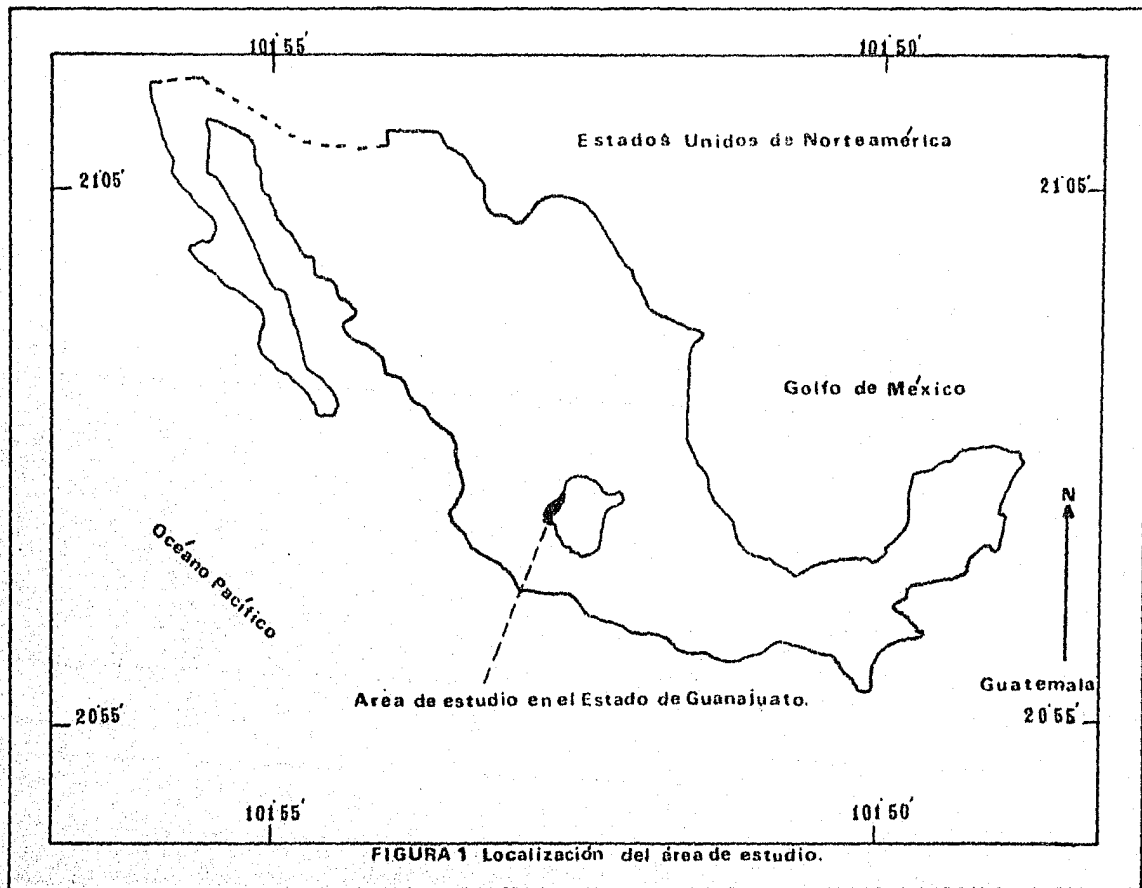 101°55' 101°50'
Estados Unidos de Norteamérica
21°05' 21°05'
Golfo de México
N
Océano Pacífico
Guatemala
Area de estudio en el Estado de Guanajuato.
20°55' 20°55'
101°55' 101°50'
FIGURA 1 Localización del área de estudio.